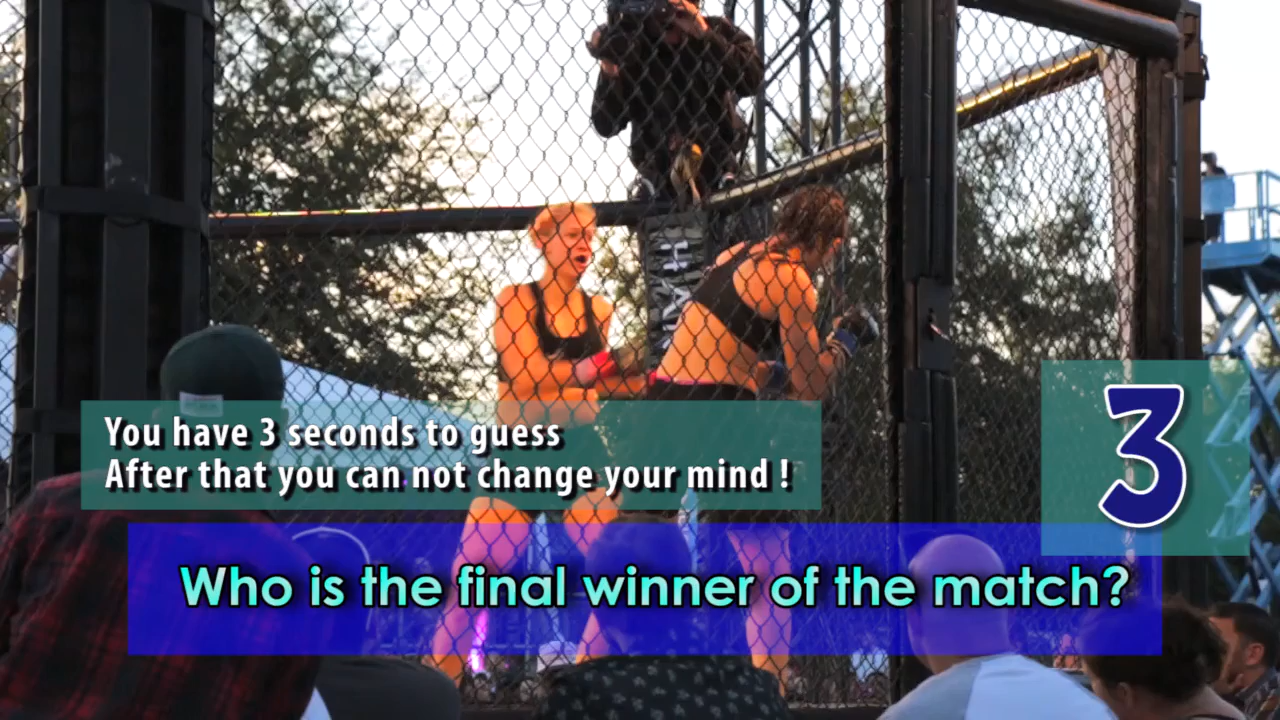 You have 3 seconds to guess
After that you can not change your mind !
3
Who is the final winner of the match?